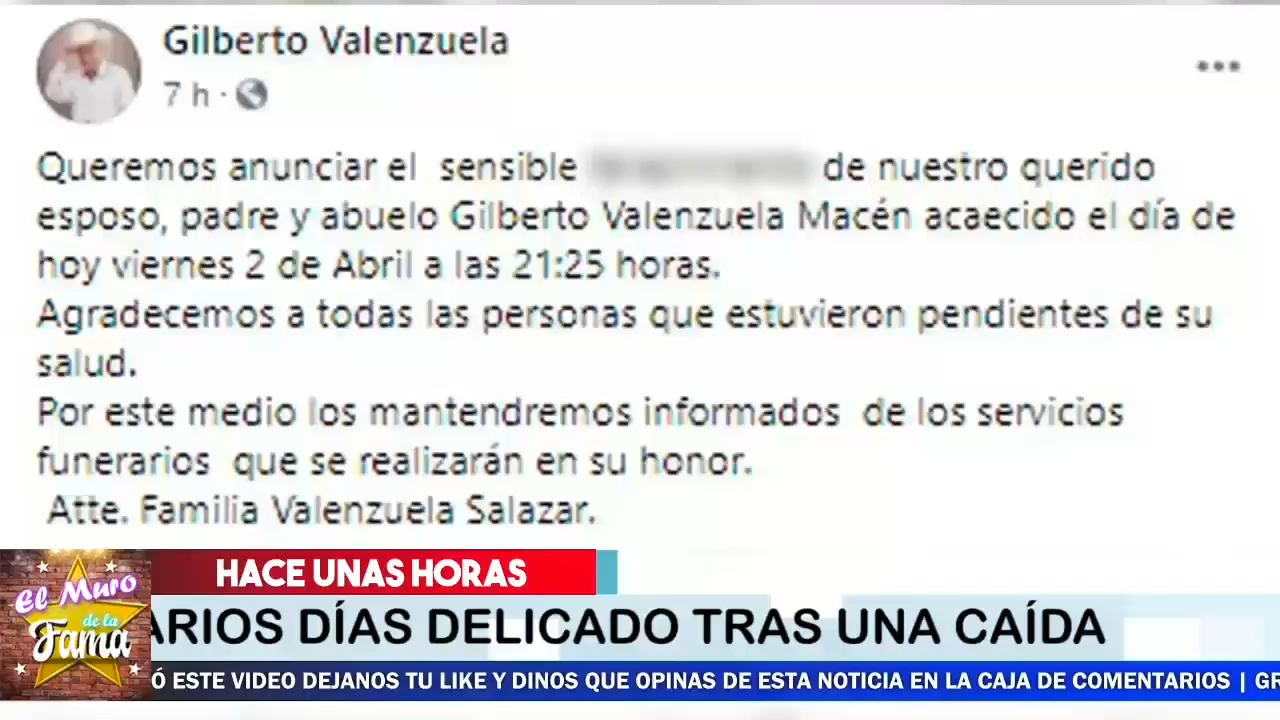 Gilberto Valenzuela
7 h ·
Queremos anunciar el sensible de nuestro querido
esposo, padre y abuelo Gilberto Valenzuela Macén acaecido el día de
hoy viernes 2 de Abril a las 21:25 horas.
Agradecemos a todas las personas que estuvieron pendientes de su
salud.
Por este medio los mantendremos informados de los servicios
funerarios que se realizarán en su honor.
Atte. Familia Valenzuela Salazar.
HACE UNAS HORAS
El Muro
de la
Fama
ARIOS DÍAS DELICADO TRAS UNA CAÍDA
Ó ESTE VIDEO DEJANOS TU LIKE Y DINOS QUE OPINAS DE ESTA NOTICIA EN LA CAJA DE COMENTARIOS | GR